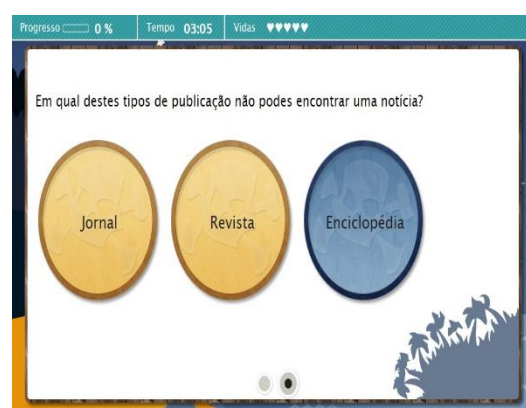 Progresso 0 % Tempo 03:05 Vidas
Em qual destes tipos de publicação não podes encontrar uma notícia?
Jornal Revista Enciclopédia